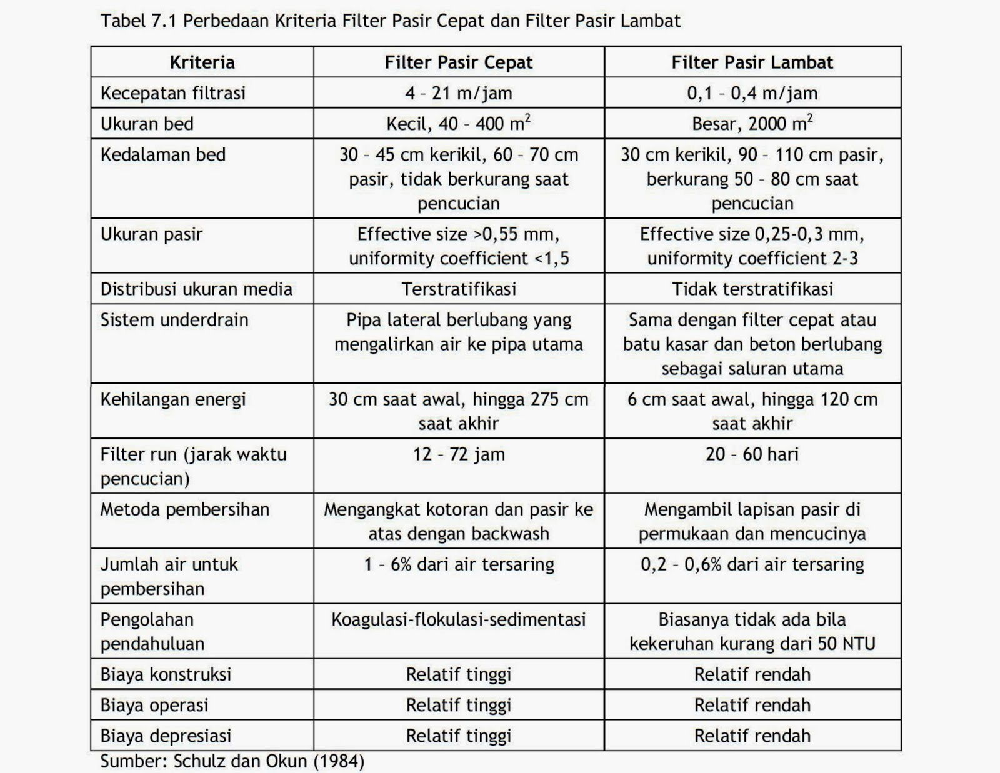 Tabel 7.1 Perbedaan Kriteria Filter Pasir Cepat dan Filter Pasir Lambat
Kriteria Filter Pasir Cepat Filter Pasir Lambat
Kecepatan filtrasi 4 – 21 m/jam 0,1 – 0,4 m/jam
Ukuran bed Kecil, 40 – 400 m² Besar, 2000 m²
Kedalaman bed 30 – 45 cm kerikil, 60 – 70 cm 30 cm kerikil, 90 – 110 cm pasir,
pasir, tidak berkurang saat berkurang 50 – 80 cm saat
pencucian pencucian
Ukuran pasir Effective size >0,55 mm, Effective size 0,25-0,3 mm,
uniformity coefficient <1,5 uniformity coefficient 2-3
Distribusi ukuran media Terstratifikasi Tidak terstratifikasi
Sistem underdrain Pipa lateral berlubang yang Sama dengan filter cepat atau
mengalirkan air ke pipa utama batu kasar dan beton berlubang
sebagai saluran utama
Kehilangan energi 30 cm saat awal, hingga 275 cm 6 cm saat awal, hingga 120 cm
saat akhir saat akhir
Filter run (jarak waktu 12 – 72 jam 20 – 60 hari
pencucian)
Metoda pembersihan Mengangkat kotoran dan pasir ke Mengambil lapisan pasir di
atas dengan backwash permukaan dan mencucinya
Jumlah air untuk 1 – 6% dari air tersaring 0,2 – 0,6% dari air tersaring
pembersihan
Pengolahan Koagulasi-flokulasi-sedimentasi Biasanya tidak ada bila
pendahuluan kekeruhan kurang dari 50 NTU
Biaya konstruksi Relatif tinggi Relatif rendah
Biaya operasi Relatif tinggi Relatif rendah
Biaya depresiasi Relatif tinggi Relatif rendah
Sumber: Schulz dan Okun (1984)